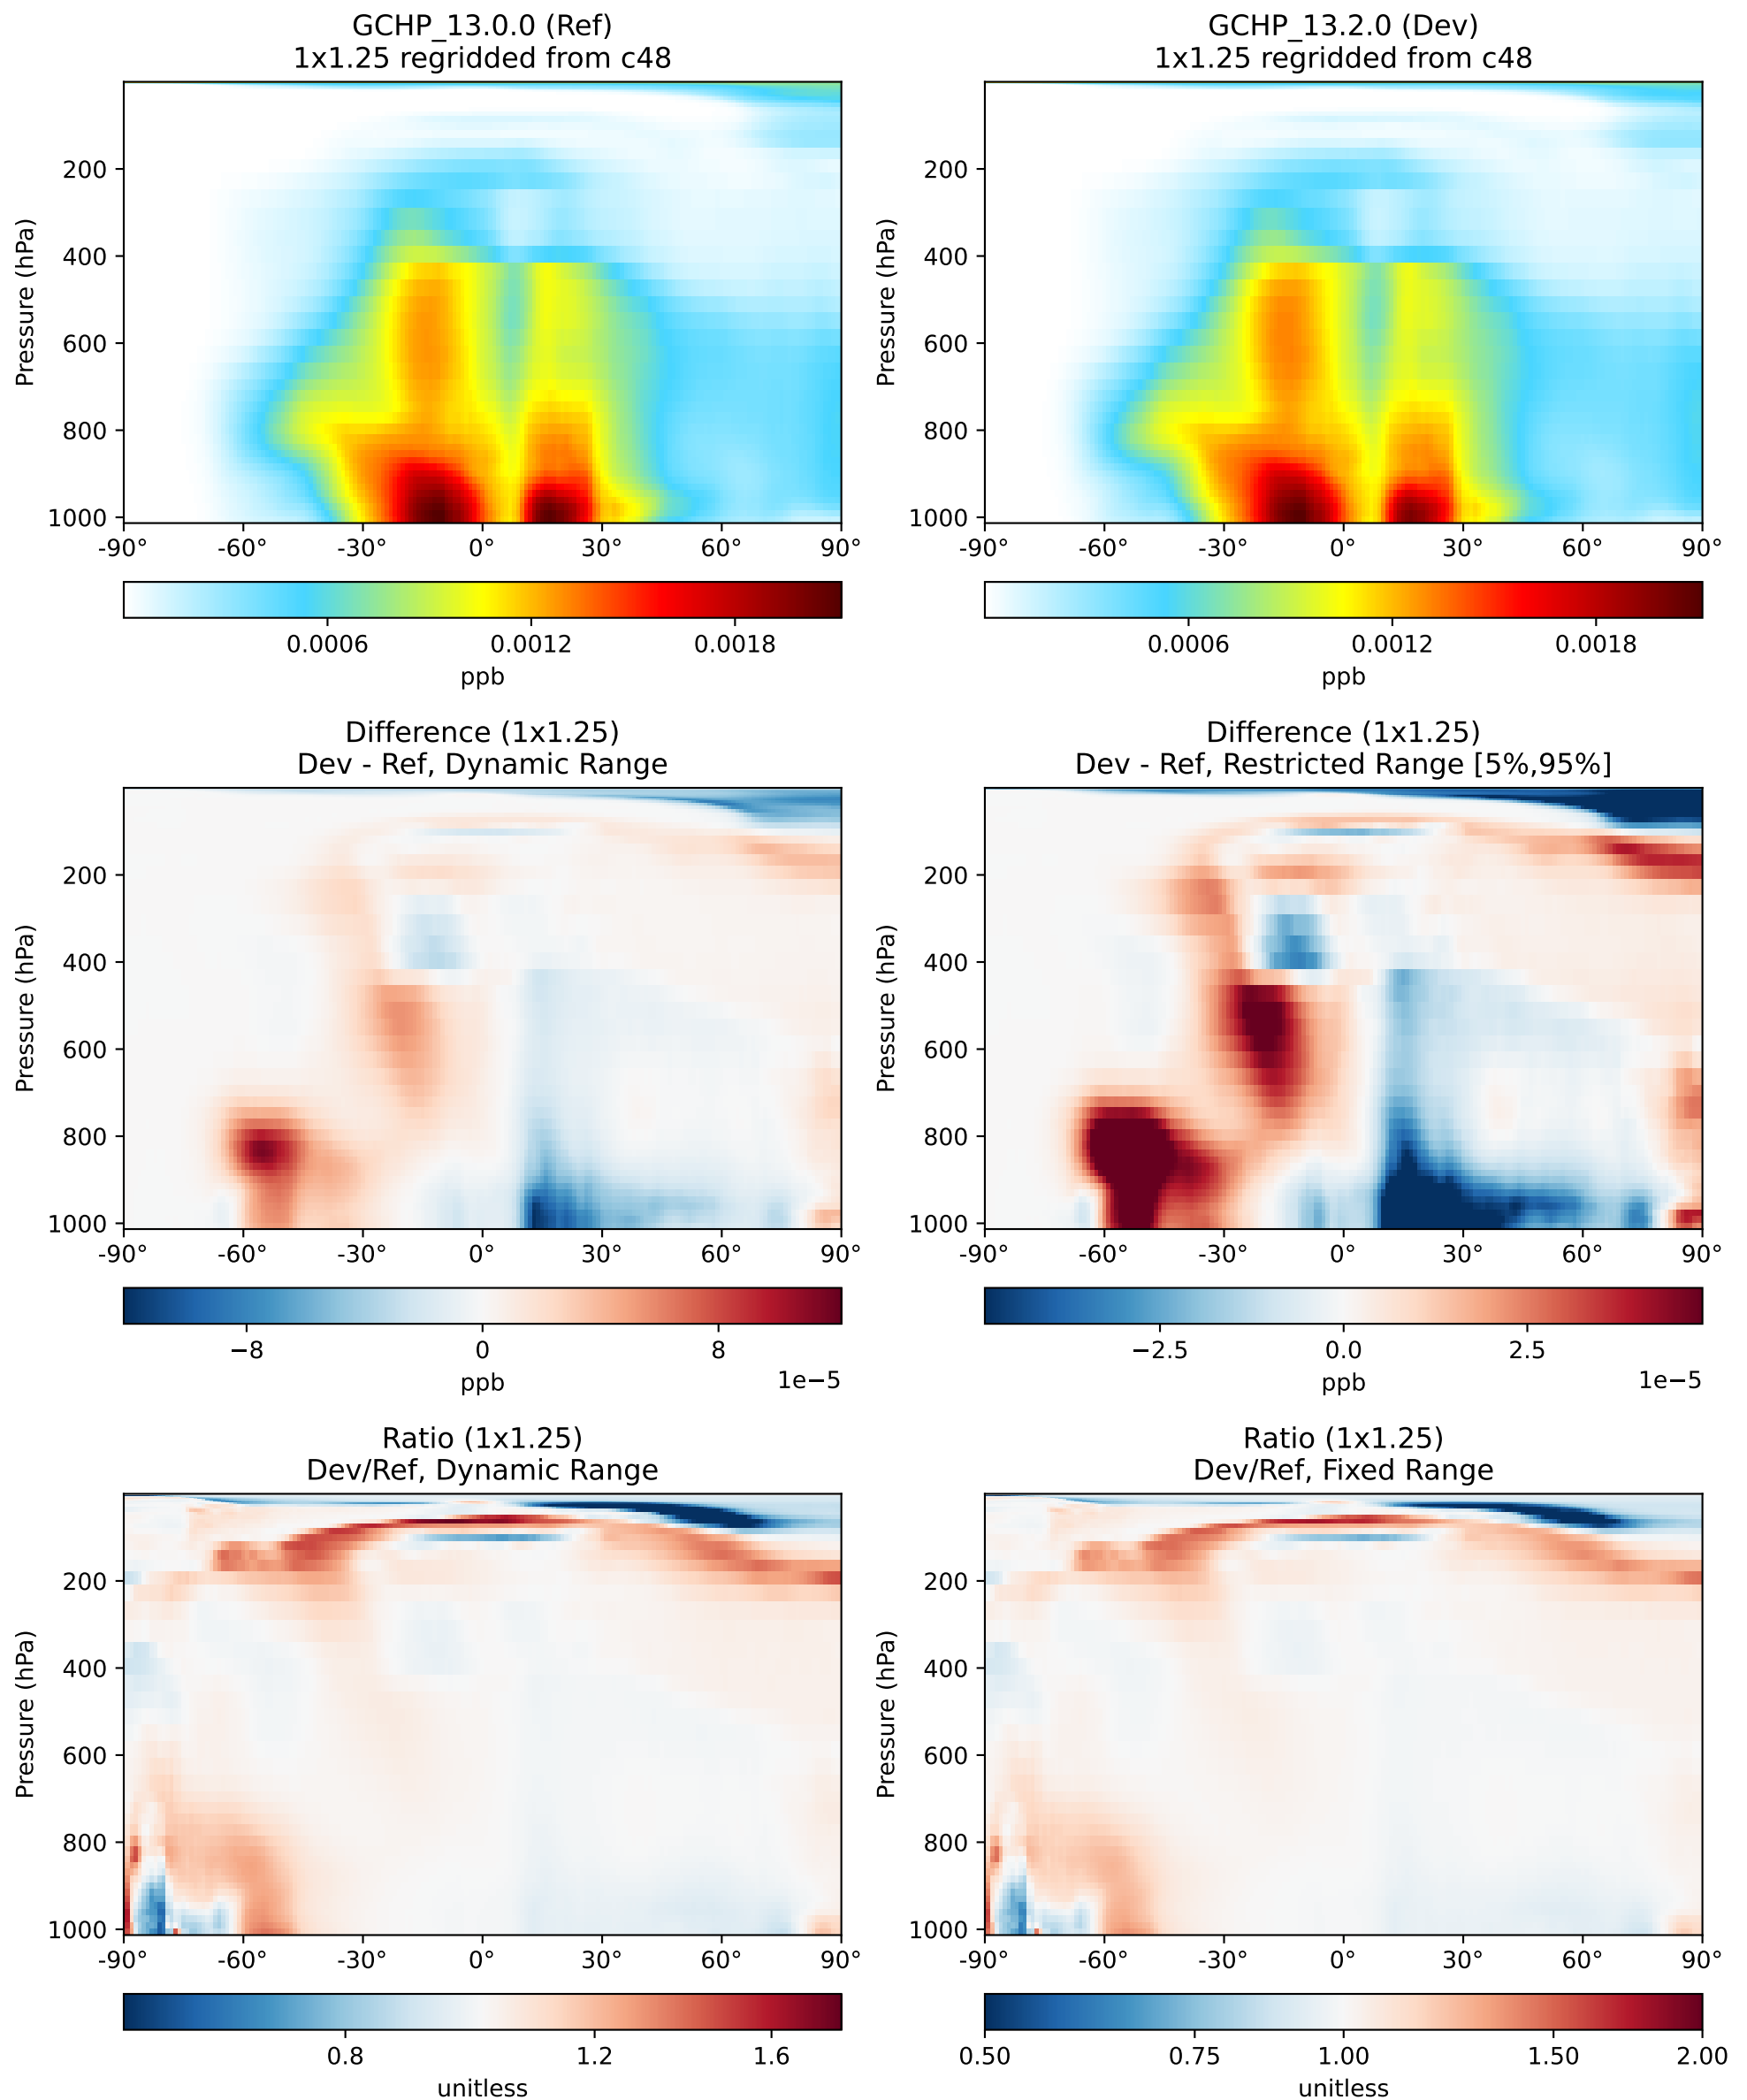 GCHP_13.0.0 (Ref)
1x1.25 regridded from c48
GCHP_13.2.0 (Dev)
1x1.25 regridded from c48
Pressure (hPa)
200
400
600
800
1000
-90° -60° -30° 0° 30° 60° 90°
Pressure (hPa)
200
400
600
800
1000
-90° -60° -30° 0° 30° 60° 90°
0.0006 0.0012 0.0018
ppb
0.0006 0.0012 0.0018
ppb
Difference (1x1.25)
Dev - Ref, Dynamic Range
Difference (1x1.25)
Dev - Ref, Restricted Range [5%,95%]
Pressure (hPa)
200
400
600
800
1000
-90° -60° -30° 0° 30° 60° 90°
Pressure (hPa)
200
400
600
800
1000
-90° -60° -30° 0° 30° 60° 90°
−8 0 8
ppb 1e−5
−2.5 0.0 2.5
ppb 1e−5
Ratio (1x1.25)
Dev/Ref, Dynamic Range
Ratio (1x1.25)
Dev/Ref, Fixed Range
Pressure (hPa)
200
400
600
800
1000
-90° -60° -30° 0° 30° 60° 90°
Pressure (hPa)
200
400
600
800
1000
-90° -60° -30° 0° 30° 60° 90°
0.8 1.2 1.6
unitless
0.50 0.75 1.00 1.50 2.00
unitless